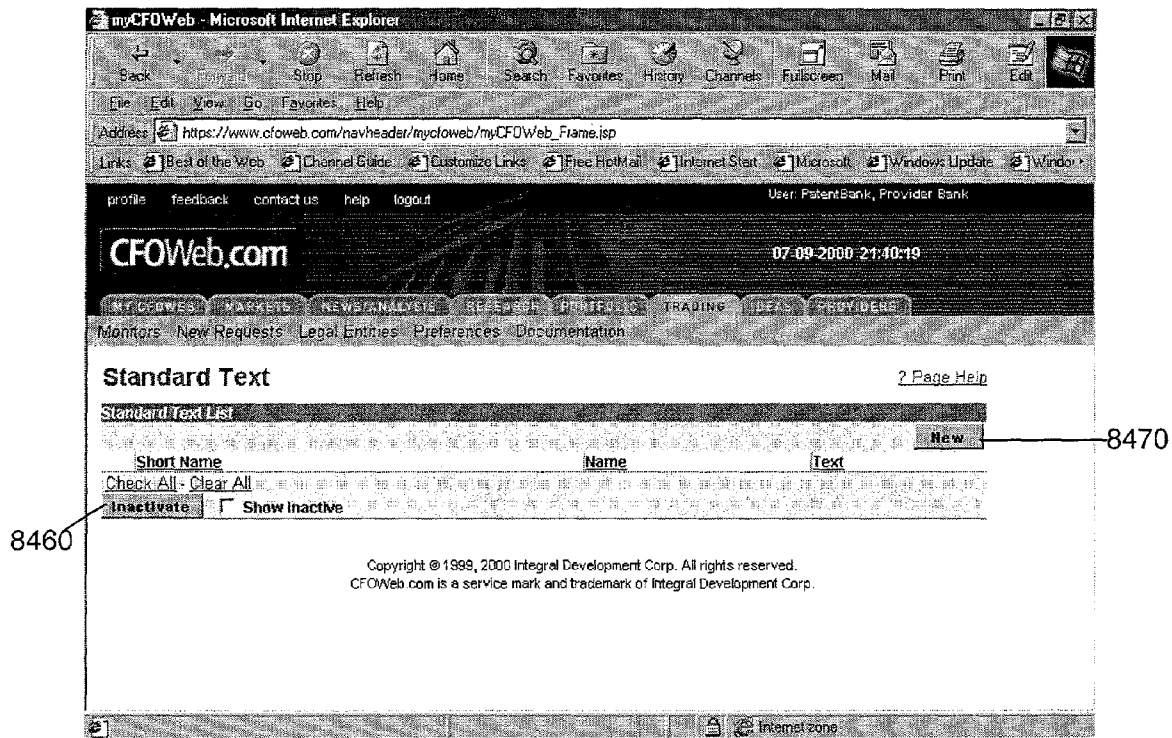 myCFOWeb - Microsoft Internet Explorer
Back Forward Stop Refresh Home Search Favorites History Channels Fullscreen Mail Print Edit
File Edit View Go Favorites Help
Address https://www.cfoweb.com/navheader/mycfoweb/myCFOWeb_Frame.jsp
Links Best of the Web Channel Guide Customize Links Free HotMail Internet Start Microsoft Windows Update Window
profile feedback contact us help logout User: PatentBank, Provider Bank
CFOWeb.com 07-09-2000 21:40:19
MY CFOWEB MARKETS NEWS/ANALYSIS RESEARCH PORTFOLIO TRADING IDEAS PROVIDERS
Monitors New Requests Legal Entities Preferences Documentation
Standard Text ? Page Help
Standard Text List
New 8470
Short Name Name Text
Check All - Clear All
Inactivate Show Inactive
8460
Copyright © 1999, 2000 Integral Development Corp. All rights reserved.
CFOWeb.com is a service mark and trademark of Integral Development Corp.
Internet zone